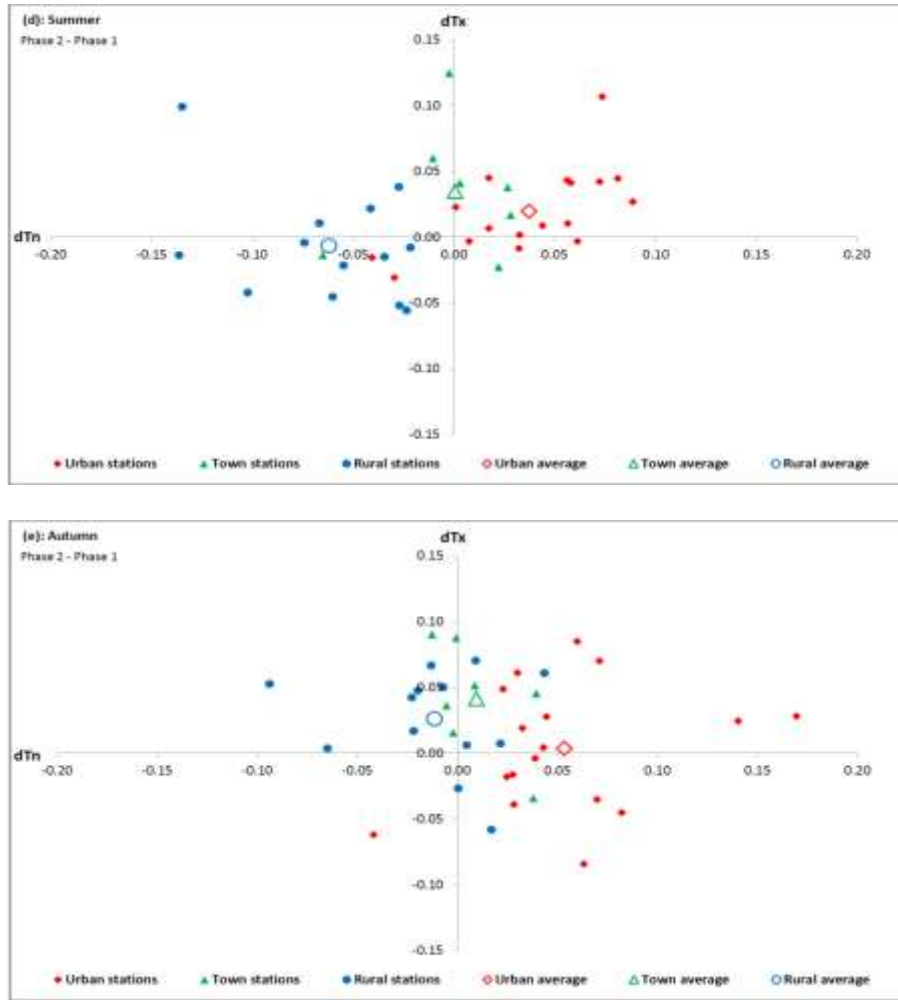 (d): Summer
dTx
Phase 2 - Phase 1
0.15
0.10
0.05
dTn
0.00
-0.20 -0.15 -0.10 -0.05 0.00 0.05 0.10 0.15 0.20
-0.05
-0.10
-0.15
Urban stations Town stations Rural stations Urban average Town average Rural average
(e): Autumn
dTx
Phase 2 - Phase 1
0.15
0.10
0.05
dTn
0.00
-0.20 -0.15 -0.10 -0.05 0.00 0.05 0.10 0.15 0.20
-0.05
-0.10
-0.15
Urban stations Town stations Rural stations Urban average Town average Rural average